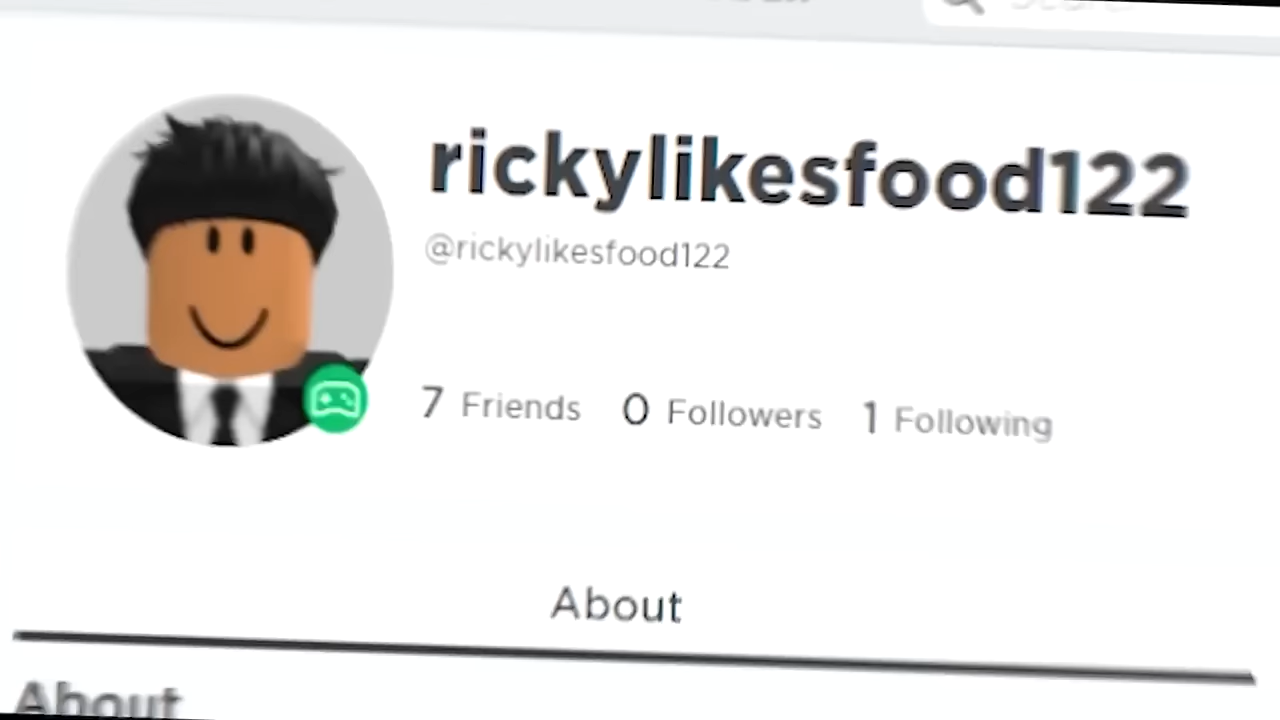 rickylikesfood122
@rickylikesfood122
7 Friends 0 Followers 1 Following
About
About